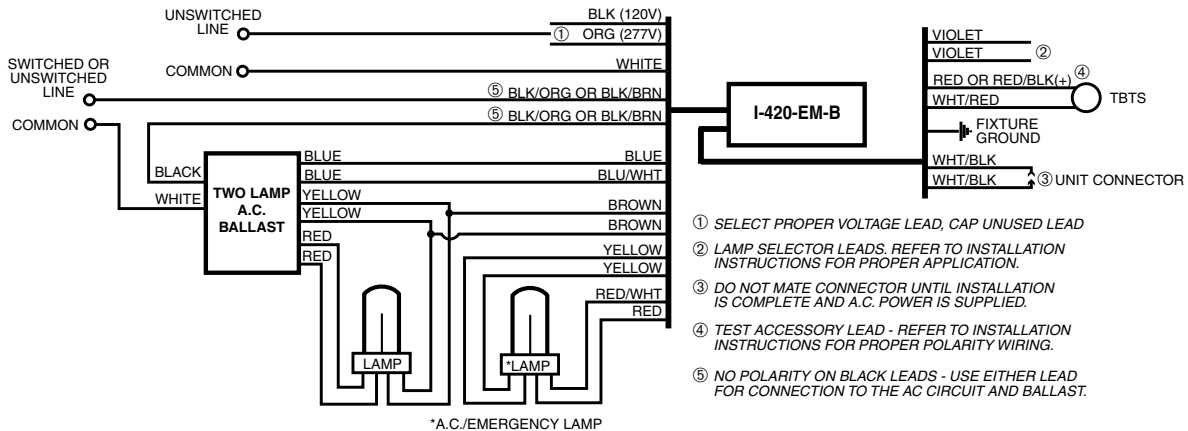 UNSWITCHED
LINE
BLK (120V)
① ORG (277V)
COMMON
WHITE
SWITCHED OR
UNSWITCHED
LINE
⑤ BLK/ORG OR BLK/BRN
COMMON
⑤ BLK/ORG OR BLK/BRN
BLACK
WHITE
TWO LAMP
A.C.
BALLAST
BLUE
BLUE
YELLOW
YELLOW
RED
RED
BLUE
BLU/WHT
BROWN
BROWN
YELLOW
YELLOW
RED/WHT
RED
LAMP
*LAMP
*A.C./EMERGENCY LAMP
I-420-EM-B
VIOLET
VIOLET ②
RED OR RED/BLK(+) ④
WHT/RED
TBTS
FIXTURE
GROUND
WHT/BLK
WHT/BLK
③ UNIT CONNECTOR
① SELECT PROPER VOLTAGE LEAD, CAP UNUSED LEAD
② LAMP SELECTOR LEADS. REFER TO INSTALLATION
INSTRUCTIONS FOR PROPER APPLICATION.
③ DO NOT MATE CONNECTOR UNTIL INSTALLATION
IS COMPLETE AND A.C. POWER IS SUPPLIED.
④ TEST ACCESSORY LEAD - REFER TO INSTALLATION
INSTRUCTIONS FOR PROPER POLARITY WIRING.
⑤ NO POLARITY ON BLACK LEADS - USE EITHER LEAD
FOR CONNECTION TO THE AC CIRCUIT AND BALLAST.